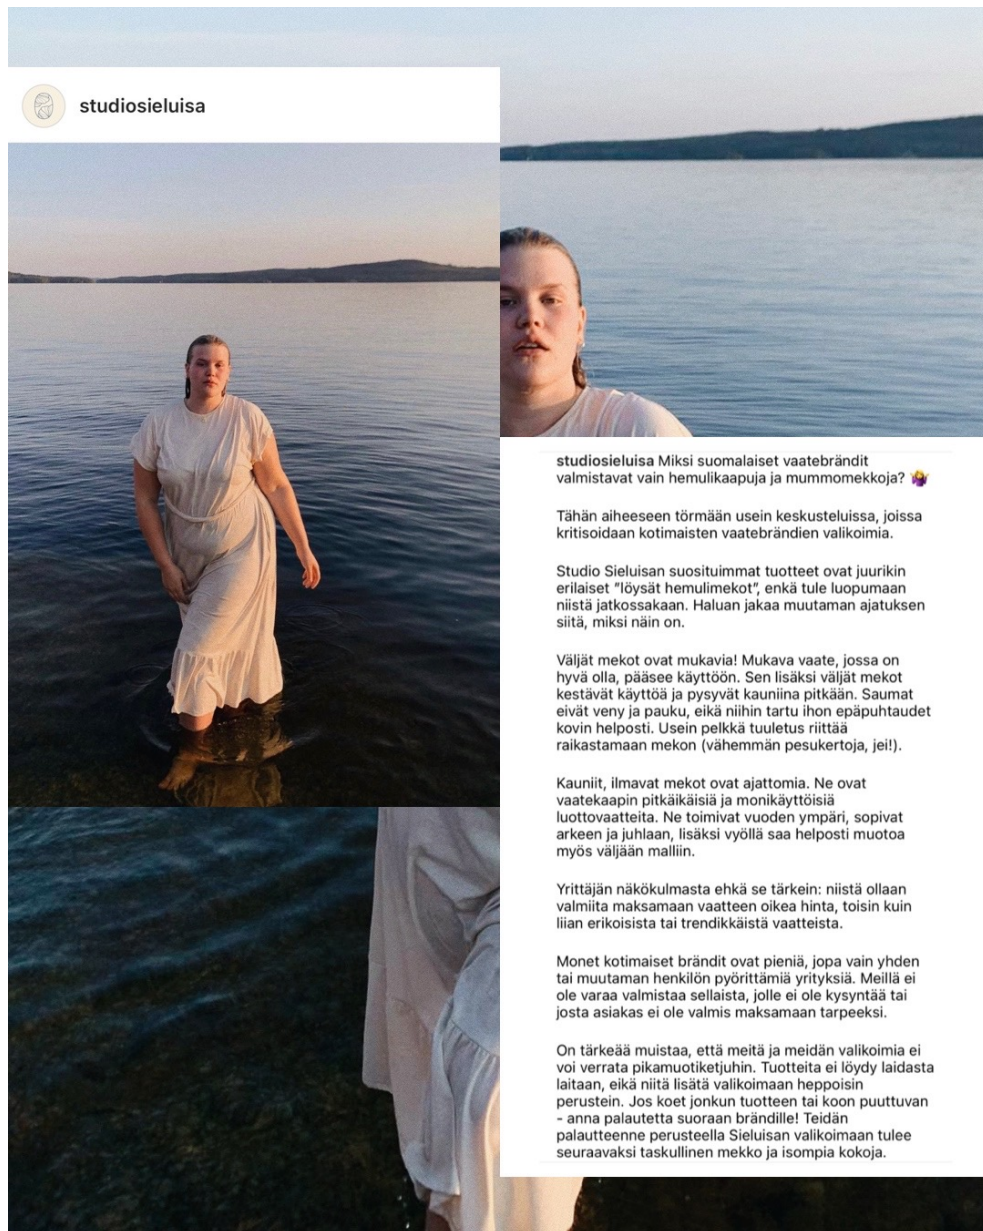 studiosieluisa
studiosieluisa Miksi suomalaiset vaatebrändit
valmistavat vain hemulikaapuja ja mummomekkoja? 🤷‍♀️
Tähän aiheeseen törmään usein keskusteluissa, joissa
kritisoidaan kotimaisten vaatebrändien valikoimia.
Studio Sieluisan suosituimmat tuotteet ovat juurikin
erilaiset ”löysät hemulimekot”, enkä tule luopumaan
niistä jatkossakaan. Haluan jakaa muutaman ajatuksen
siitä, miksi näin on.
Väljät mekot ovat mukavia! Mukava vaate, jossa on
hyvä olla, pääsee käyttöön. Sen lisäksi väljät mekot
kestävät käyttöä ja pysyvät kauniina pitkään. Saumat
eivät veny ja pauku, eikä niihin tartu ihon epäpuhtaudet
kovin helposti. Usein pelkkä tuuletus riittää
raikastamaan mekon (vähemmän pesukertoja, jei!).
Kauniit, ilmavat mekot ovat ajattomia. Ne ovat
vaatekaapin pitkäikäisiä ja monikäyttöisiä
luottovaatteita. Ne toimivat vuoden ympäri, sopivat
arkeen ja juhlaan, lisäksi vyöllä saa helposti muotoa
myös väljään malliin.
Yrittäjän näkökulmasta ehkä se tärkein: niistä ollaan
valmiita maksamaan vaatteen oikea hinta, toisin kuin
liian erikoisista tai trendikkäistä vaatteista.
Monet kotimaiset brändit ovat pieniä, jopa vain yhden
tai muutaman henkilön pyörittämiä yrityksiä. Meillä ei
ole varaa valmistaa sellaista, jolle ei ole kysyntää tai
josta asiakas ei ole valmis maksamaan tarpeeksi.
On tärkeää muistaa, että meitä ja meidän valikoimia ei
voi verrata pikamuotiketjuhin. Tuotteita ei löydy laidasta
laitaan, eikä niitä lisätä valikoimaan heppoisin
perustein. Jos koet jonkun tuotteen tai koon puuttuvan
- anna palautetta suoraan brändille! Teidän
palautteenne perusteella Sieluisan valikoimaan tulee
seuraavaksi taskullinen mekko ja isompia kokoja.